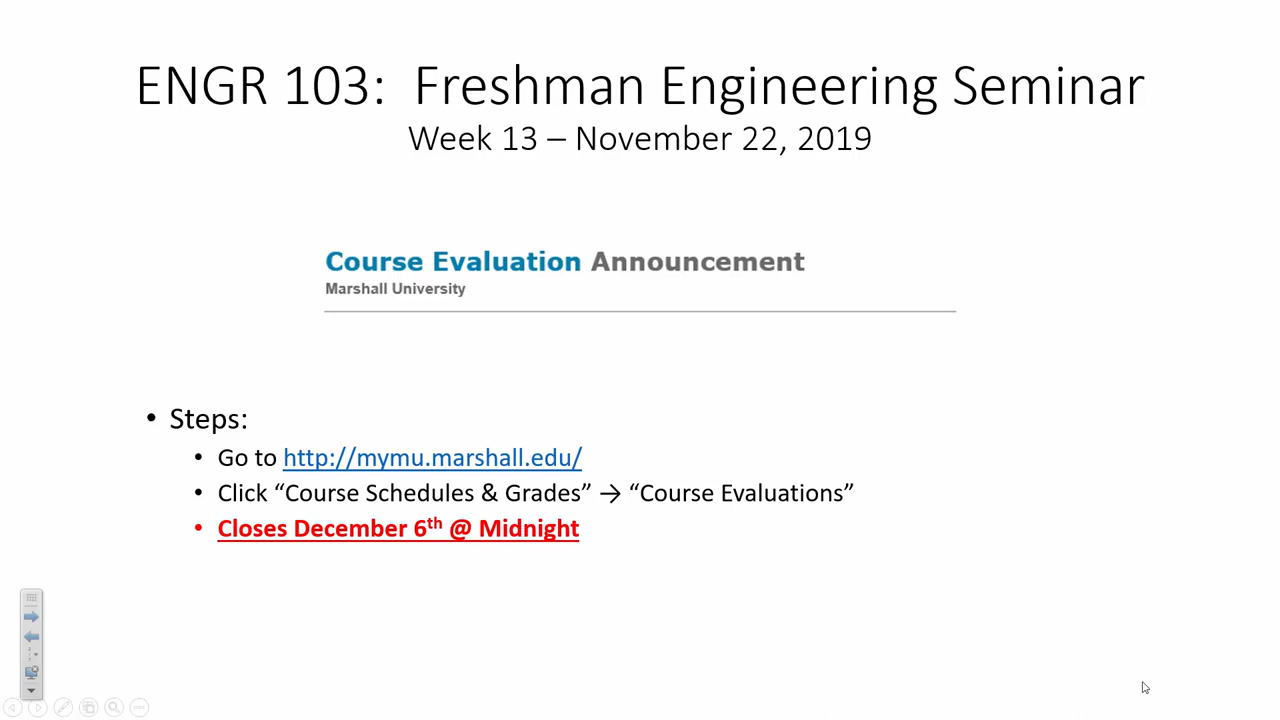 ENGR 103:  Freshman Engineering Seminar
Week 13 – November 22, 2019
Course Evaluation Announcement
Marshall University
• Steps:
• Go to http://mymu.marshall.edu/
• Click “Course Schedules & Grades” → “Course Evaluations”
• Closes December 6th @ Midnight